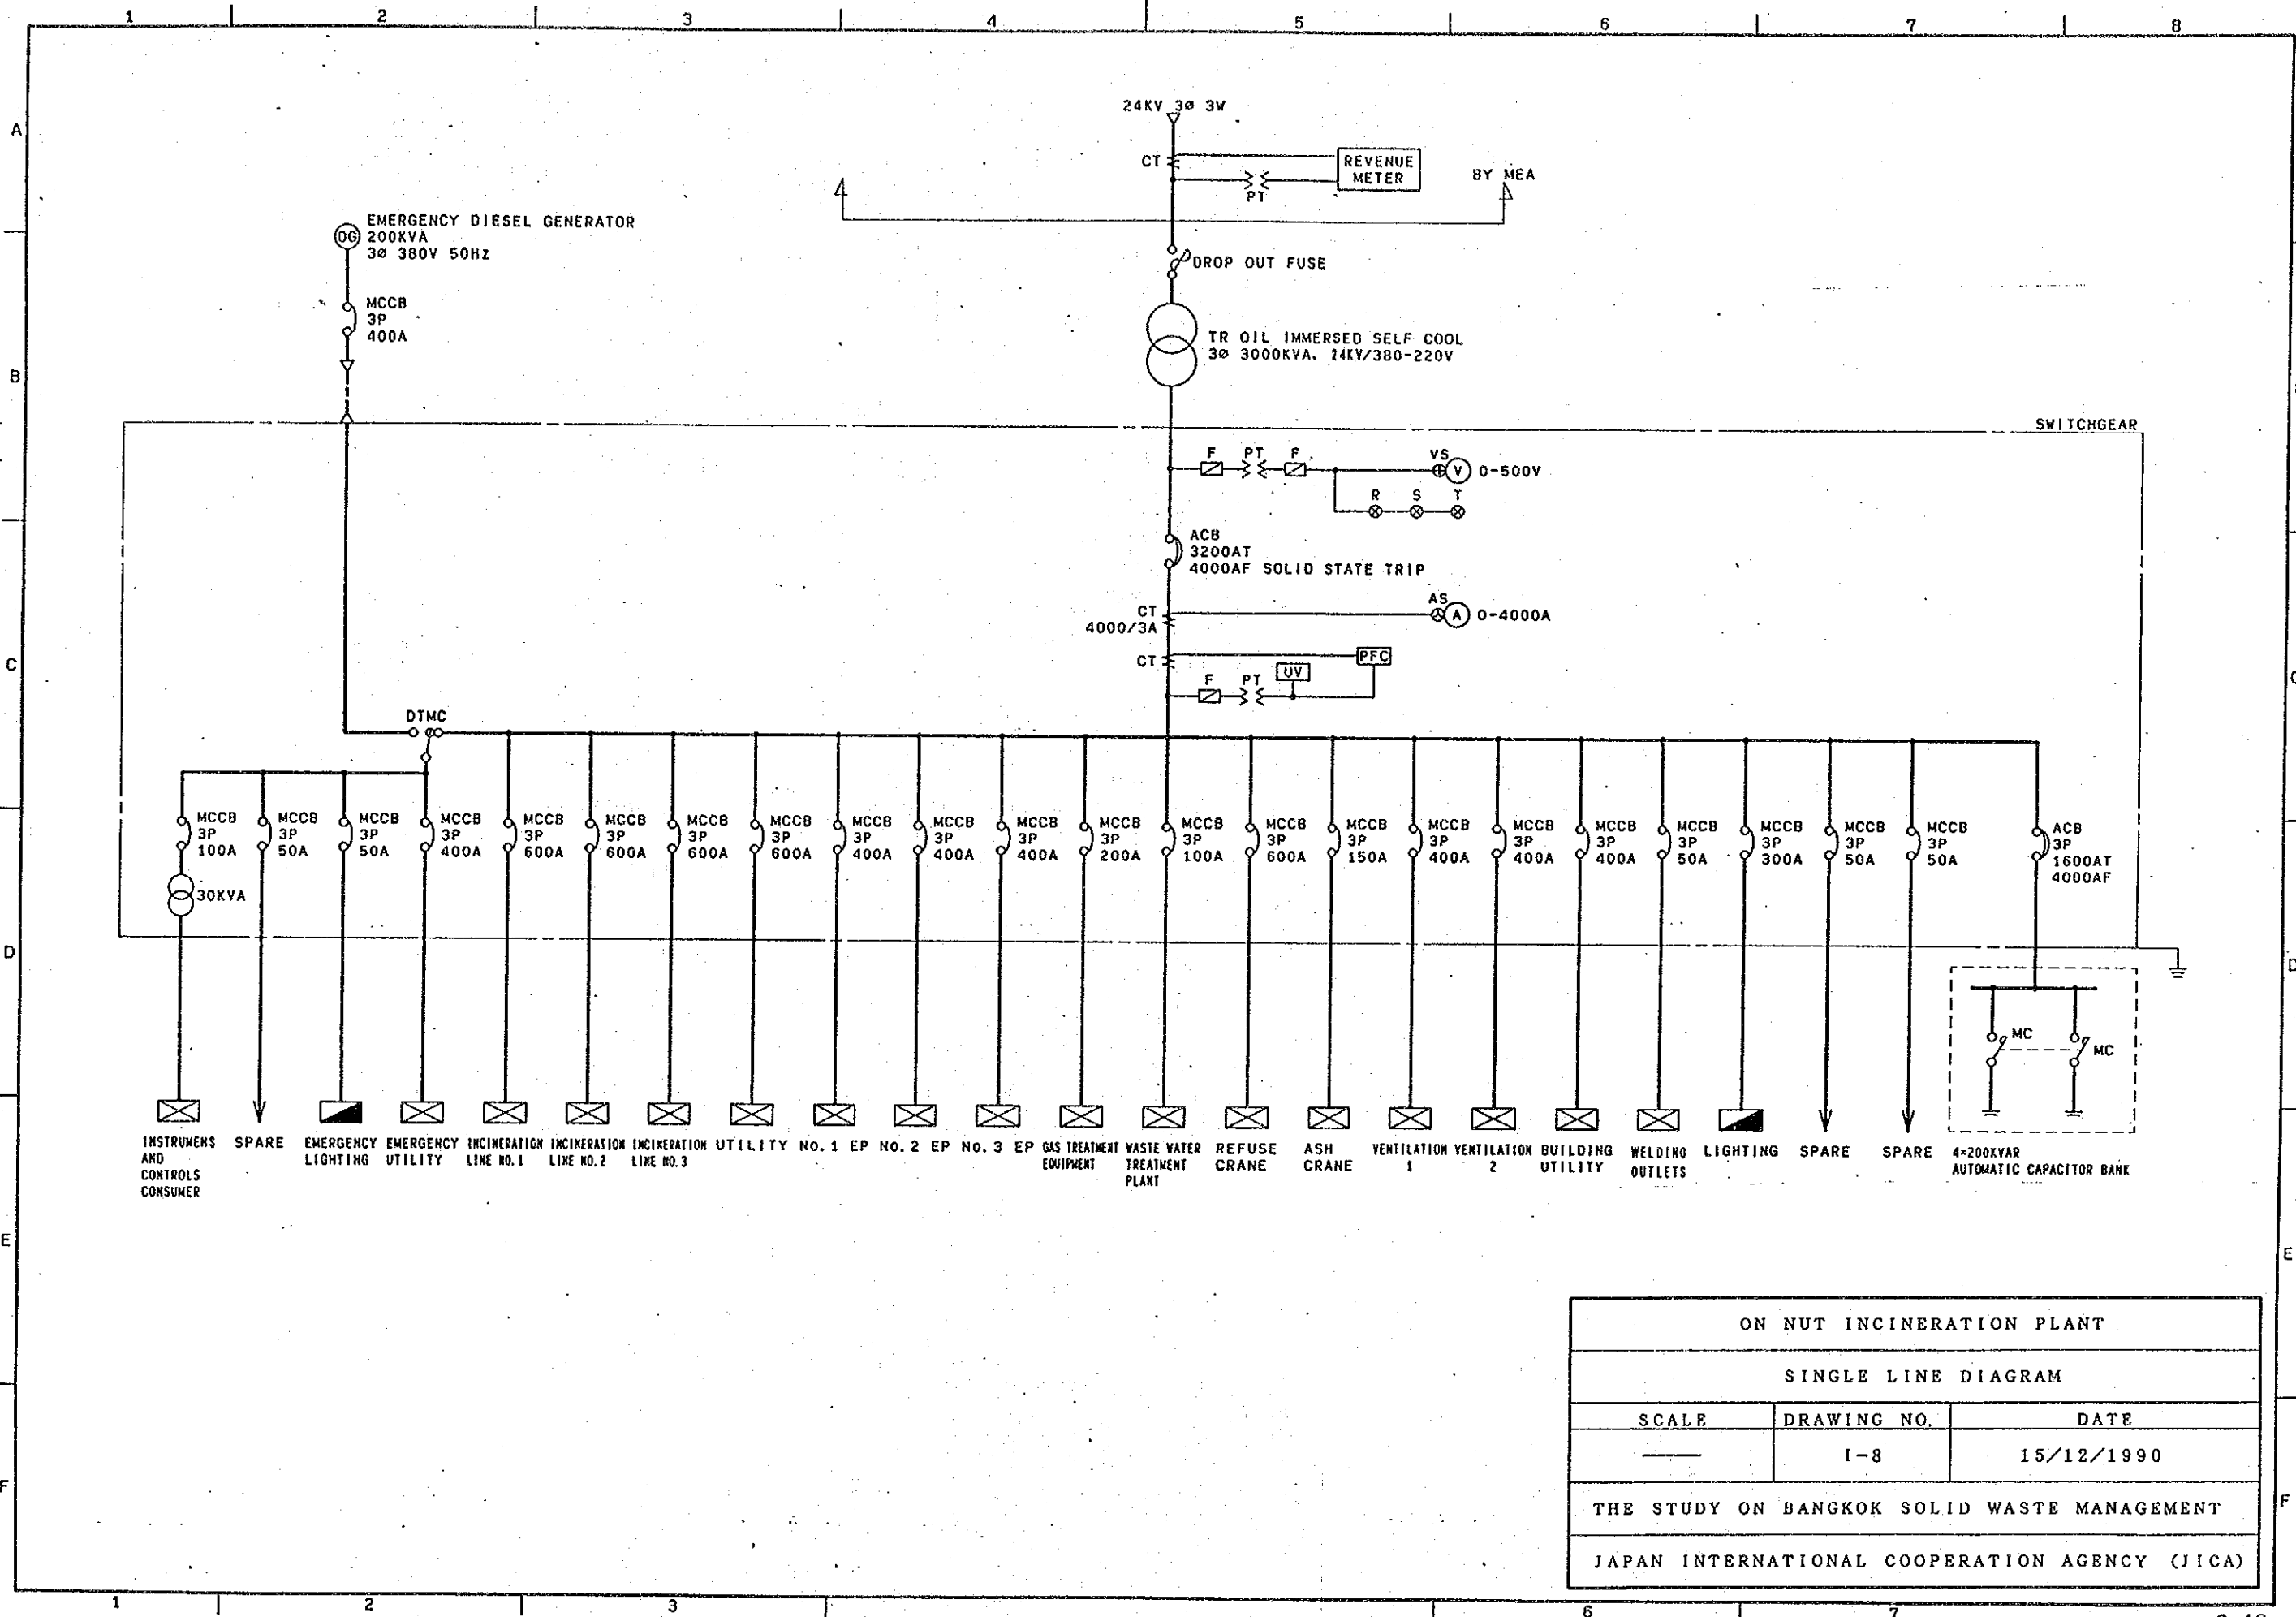 1 2 3 4 5 6 7 8
A
B
C
D
E
F
24KV 3Ø 3W
CT
REVENUE
METER
PT
BY MEA
EMERGENCY DIESEL GENERATOR
DG
200KVA
3Ø 380V 50HZ
DROP OUT FUSE
MCCB
3P
400A
TR OIL IMMERSED SELF COOL
3Ø 3000KVA. 24KV/380-220V
SWITCHGEAR
F PT F VS
V 0-500V
R S T
ACB
3200AT
4000AF SOLID STATE TRIP
CT
4000/3A
AS
A 0-4000A
CT
PFC
UV
F PT
DTMC
MCCB
3P
100A
30KVA
MCCB
3P
50A
MCCB
3P
50A
MCCB
3P
400A
MCCB
3P
600A
MCCB
3P
600A
MCCB
3P
600A
MCCB
3P
600A
MCCB
3P
400A
MCCB
3P
400A
MCCB
3P
400A
MCCB
3P
200A
MCCB
3P
100A
MCCB
3P
600A
MCCB
3P
150A
MCCB
3P
400A
MCCB
3P
400A
MCCB
3P
400A
MCCB
3P
50A
MCCB
3P
300A
MCCB
3P
50A
MCCB
3P
50A
ACB
3P
1600AT
4000AF
MC
MC
INSTRUMENS
AND
CONTROLS
CONSUMER
SPARE
EMERGENCY
LIGHTING
EMERGENCY
UTILITY
INCINERATION
LINE NO.1
INCINERATION
LINE NO.2
INCINERATION
LINE NO.3
UTILITY
NO.1 EP
NO.2 EP
NO.3 EP
GAS TREATMENT
EQUIPMENT
WASTE WATER
TREATMENT
PLANT
REFUSE
CRANE
ASH
CRANE
VENTILATION
1
VENTILATION
2
BUILDING
UTILITY
WELDING
OUTLETS
LIGHTING
SPARE
SPARE
4×200KVAR
AUTOMATIC CAPACITOR BANK
ON NUT INCINERATION PLANT
SINGLE LINE DIAGRAM
SCALE DRAWING NO. DATE
I-8 15/12/1990
THE STUDY ON BANGKOK SOLID WASTE MANAGEMENT
JAPAN INTERNATIONAL COOPERATION AGENCY (JICA)
C
D
E
F
1 2 3 6 7